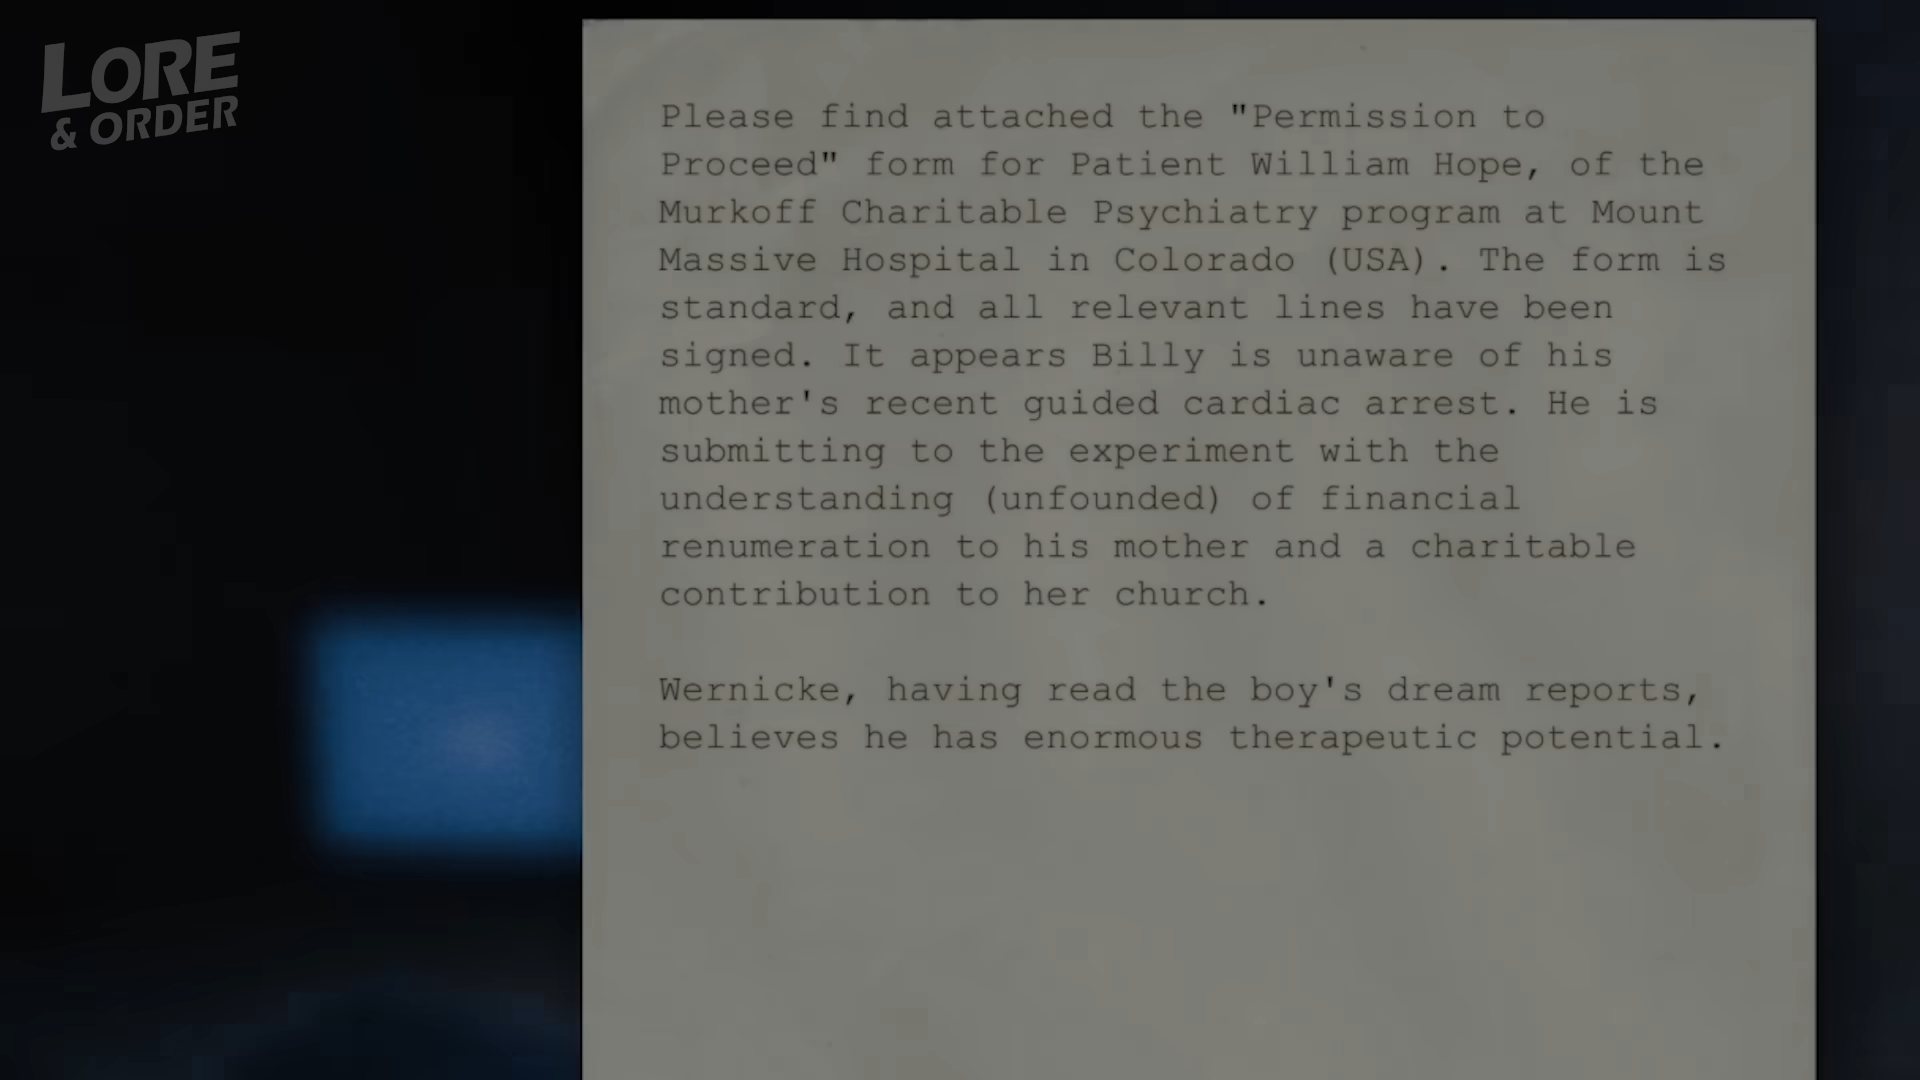 LORE
& ORDER
Please find attached the "Permission to
Proceed" form for Patient William Hope, of the
Murkoff Charitable Psychiatry program at Mount
Massive Hospital in Colorado (USA). The form is
standard, and all relevant lines have been
signed. It appears Billy is unaware of his
mother's recent guided cardiac arrest. He is
submitting to the experiment with the
understanding (unfounded) of financial
renumeration to his mother and a charitable
contribution to her church.
Wernicke, having read the boy's dream reports,
believes he has enormous therapeutic potential.